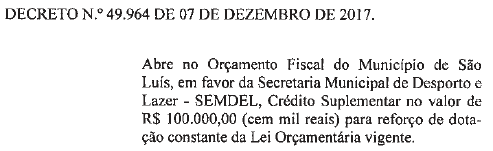 DECRETO N.º 49.964 DE 07 DE DEZEMBRO DE 2017.
Abre no Orçamento Fiscal do Município de São
Luís, em favor da Secretaria Municipal de Desporto e
Lazer - SEMDEL, Crédito Suplementar no valor de
R$ 100.000,00 (cem mil reais) para reforço de dota-
ção constante da Lei Orçamentária vigente.